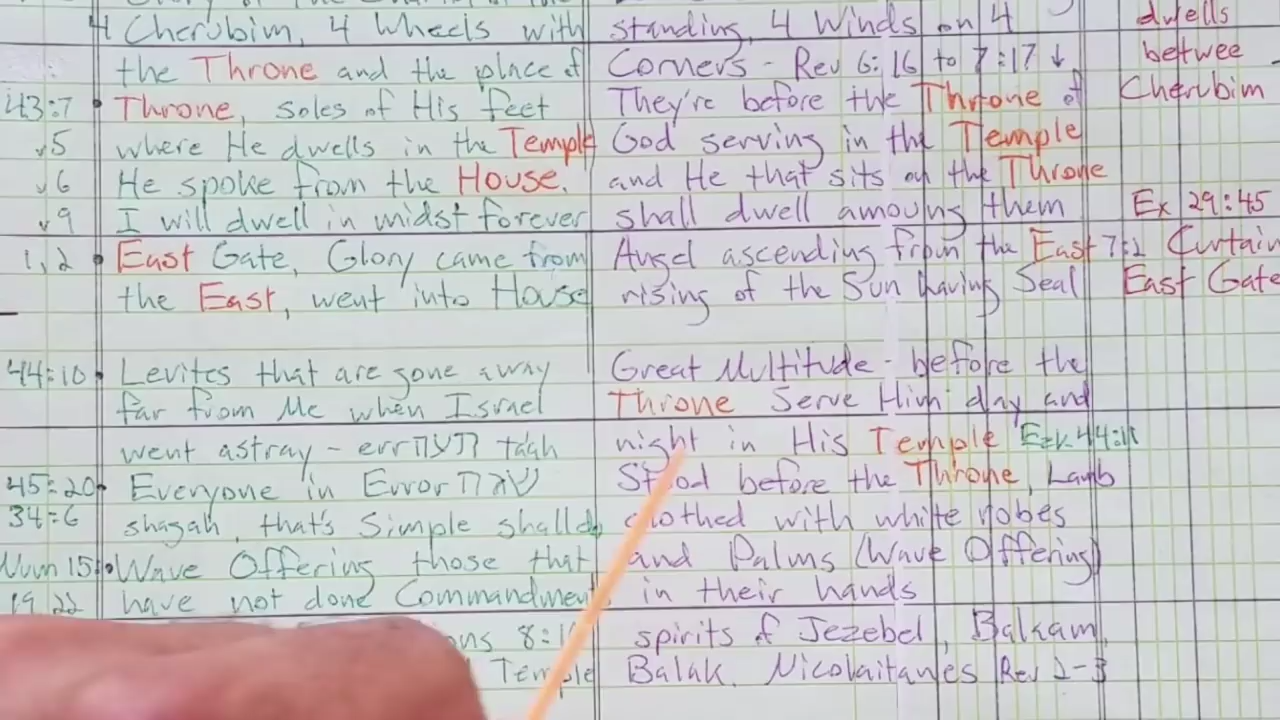 4 Cherubim, 4 Wheels with standing, 4 Winds on 4 dwells
the Throne and the place of Corners - Rev 6:16 to 7:17 ↓ betwee
43:7 • Throne, soles of His feet They're before the Throne of Cherubim
v5 where He dwells in the Temple God serving in the Temple
v6 He spoke from the House. and He that sits on the Throne
v9 I will dwell in midst forever shall dwell amoung them Ex 29:45
1,2 • East Gate, Glory came from Angel ascending from the East 7:2 Curtain
the East, went into House rising of the Sun having Seal East Gate
44:10 • Levites that are gone away Great Multitude - before the
far from Me when Israel Throne Serve Him day and
went astray - err תעה taah night in His Temple Ezk 44:11
45:20 • Everyone in Error שגה Stood before the Throne, Lamb
34:6 shagah, that's Simple shall do clothed with white robes
Num 15: • Wave Offering those that and Palms (Wave Offering)
19,22 have not done Commandment in their hands
8:1 spirits of Jezebel, Balaam,
Temple Balak, Nicolaitanes Rev 2-3